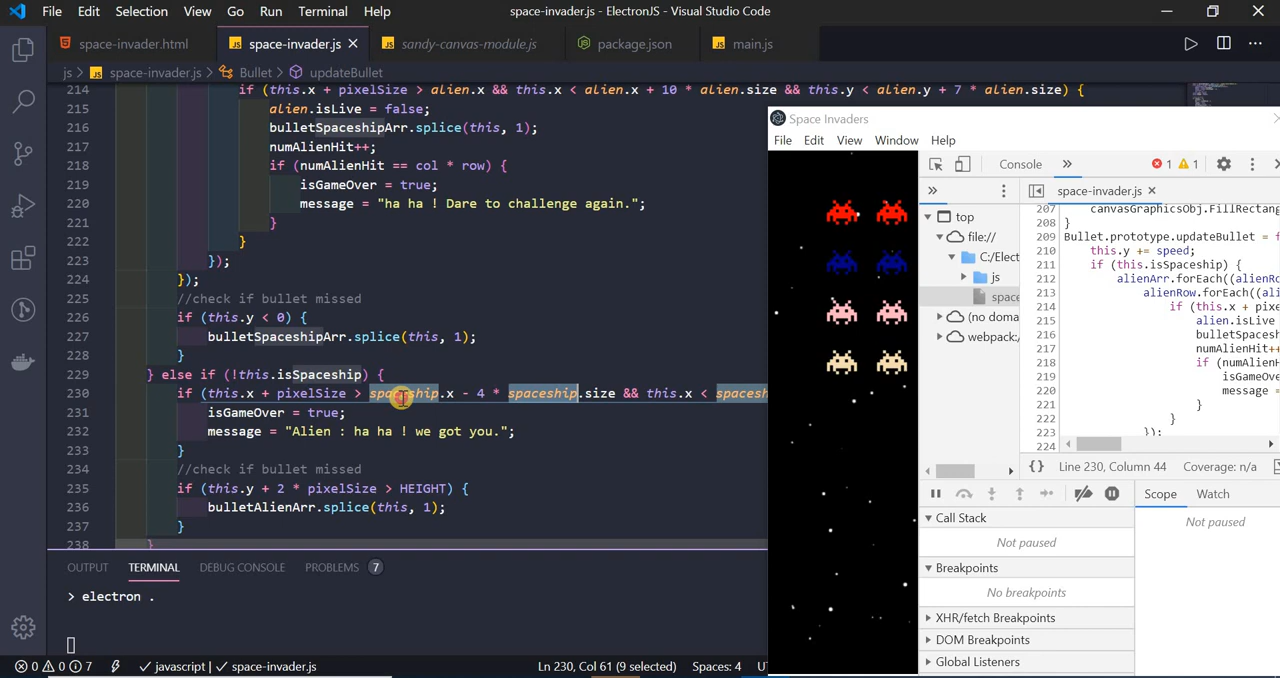 File Edit Selection View Go Run Terminal Help
space-invader.js - ElectronJS - Visual Studio Code
space-invader.html
space-invader.js
sandy-canvas-module.js
package.json
main.js
js > space-invader.js > Bullet > updateBullet
214 if (this.x + pixelSize > alien.x && this.x < alien.x + 10 * alien.size && this.y < alien.y + 7 * alien.size) {
215 alien.isLive = false;
216 bulletSpaceshipArr.splice(this, 1);
217 numAlienHit++;
218 if (numAlienHit == col * row) {
219 isGameOver = true;
220 message = "ha ha ! Dare to challenge again.";
221 }
222 }
223 });
224 });
225 //check if bullet missed
226 if (this.y < 0) {
227 bulletSpaceshipArr.splice(this, 1);
228 }
229 } else if (!this.isSpaceship) {
230 if (this.x + pixelSize > spaceship.x - 4 * spaceship.size && this.x < spacesh
231 isGameOver = true;
232 message = "Alien : ha ha ! we got you.";
233 }
234 //check if bullet missed
235 if (this.y + 2 * pixelSize > HEIGHT) {
236 bulletAlienArr.splice(this, 1);
237 }
238 }
OUTPUT TERMINAL DEBUG CONSOLE PROBLEMS 7
> electron .
0 0 7 javascript | space-invader.js
Ln 230, Col 61 (9 selected) Spaces: 4 UT
Space Invaders
File Edit View Window Help
Console » 1 1
» space-invader.js
top
file://
C:/Elect
js
space
(no doma
webpack:/
207 canvasGraphicsObj.FillRectang
208 }
209 Bullet.prototype.updateBullet = f
210 this.y += speed;
211 if (this.isSpaceship) {
212 alienArr.forEach((alienRo
213 alienRow.forEach((ali
214 if (this.x + pixe
215 alien.isLive
216 bulletSpacesh
217 numAlienHit++
218 if (numAlienH
219 isGameOve
220 message =
221 }
222 }
223 });
224
{} Line 230, Column 44 Coverage: n/a
Scope Watch
Not paused
Call Stack
Not paused
Breakpoints
No breakpoints
XHR/fetch Breakpoints
DOM Breakpoints
Global Listeners